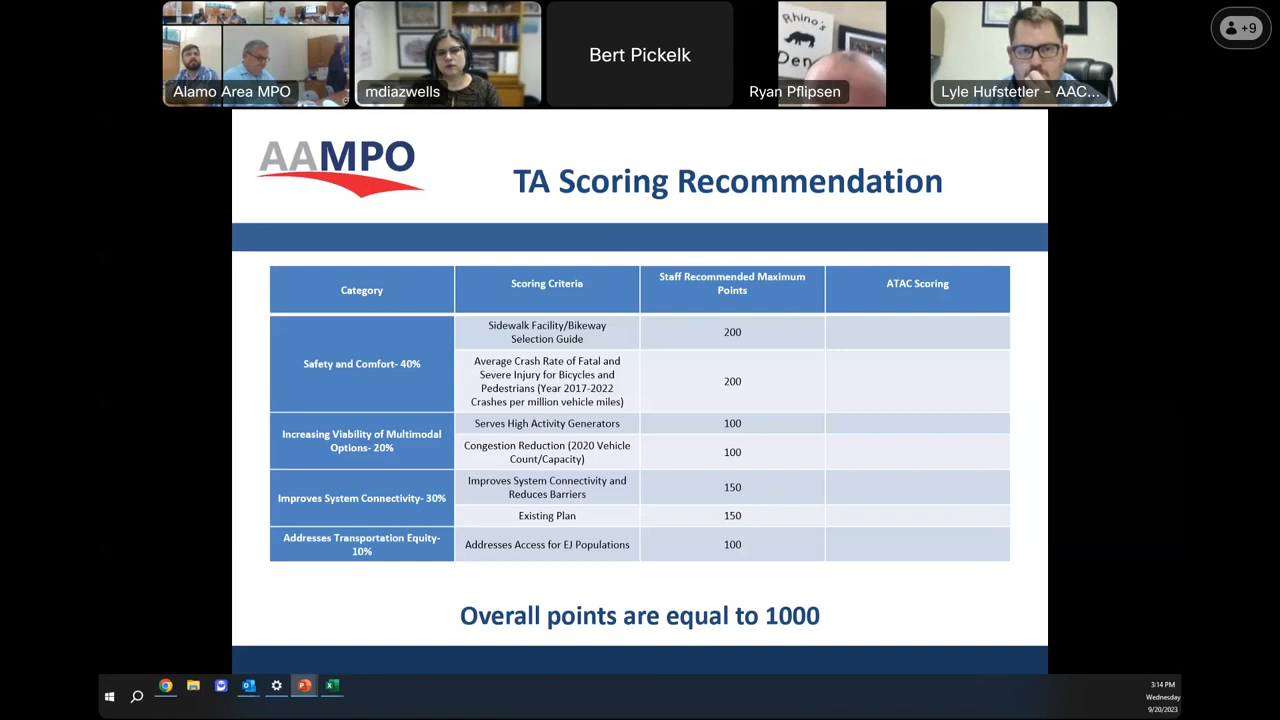 Alamo Area MPO
mdiazwells
Bert Pickelk
Rhino's
Den
Ryan Pflipsen
Lyle Hufstetler - AAC...
+9
AAMPO
TA Scoring Recommendation
Category
Scoring Criteria
Staff Recommended Maximum
Points
ATAC Scoring
Safety and Comfort- 40%
Sidewalk Facility/Bikeway
Selection Guide
200
Average Crash Rate of Fatal and
Severe Injury for Bicycles and
Pedestrians (Year 2017-2022
Crashes per million vehicle miles)
200
Increasing Viability of Multimodal
Options- 20%
Serves High Activity Generators
100
Congestion Reduction (2020 Vehicle
Count/Capacity)
100
Improves System Connectivity- 30%
Improves System Connectivity and
Reduces Barriers
150
Existing Plan
150
Addresses Transportation Equity-
10%
Addresses Access for EJ Populations
100
Overall points are equal to 1000
3:14 PM
Wednesday
9/20/2023